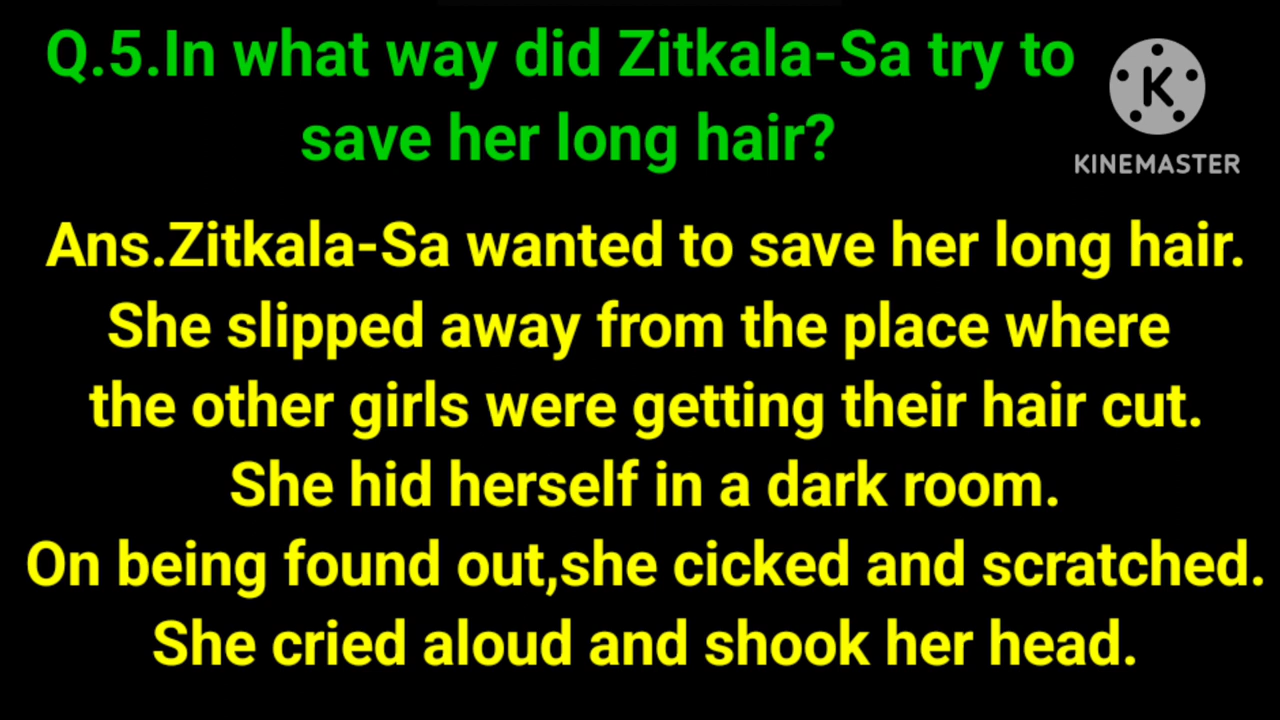 Q.5.In what way did Zitkala-Sa try to
save her long hair?
K
KINEMASTER
Ans.Zitkala-Sa wanted to save her long hair.
She slipped away from the place where
the other girls were getting their hair cut.
She hid herself in a dark room.
On being found out,she cicked and scratched.
She cried aloud and shook her head.